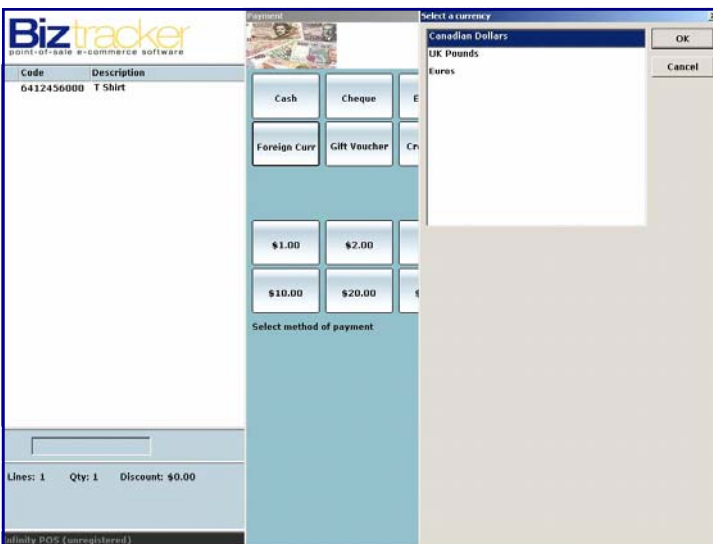 Biztracker
point-of-sale e-commerce software
Code Description
6412456000 T Shirt
Lines: 1 Qty: 1 Discount: $0.00
Infinity POS (unregistered)
Payment
Cash Cheque E
Foreign Curr Gift Voucher Cr
$1.00 $2.00
$10.00 $20.00 $
Select method of payment
Select a currency
Canadian Dollars
UK Pounds
Euros
OK
Cancel